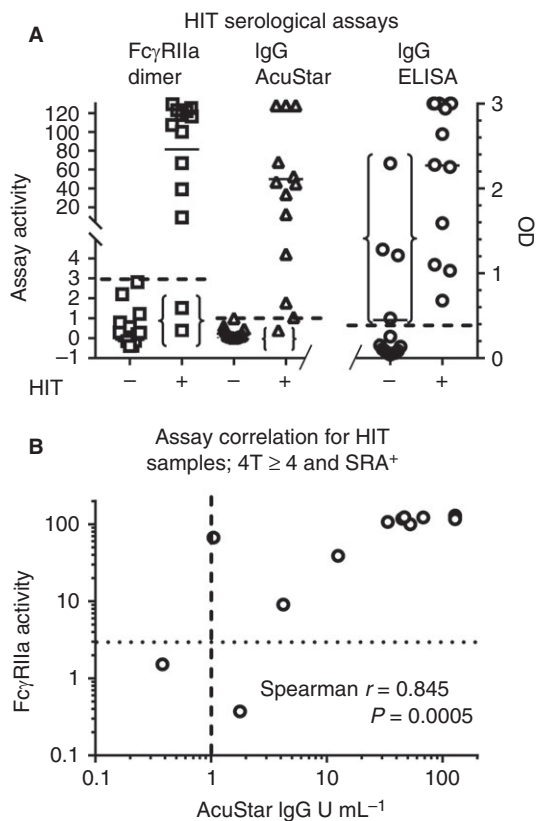 HIT serological assays
A
FcγRIIa dimer
IgG AcuStar
IgG ELISA
120
100
80
60
40
20
4
3
2
1
0
−1
Assay activity
3
2
1
0
OD
HIT − + − + − +
B
Assay correlation for HIT
samples; 4T ≥ 4 and SRA⁺
100
10
1
0.1
FcγRIIa activity
Spearman r = 0.845
P = 0.0005
0.1 1 10 100
AcuStar IgG U mL⁻¹